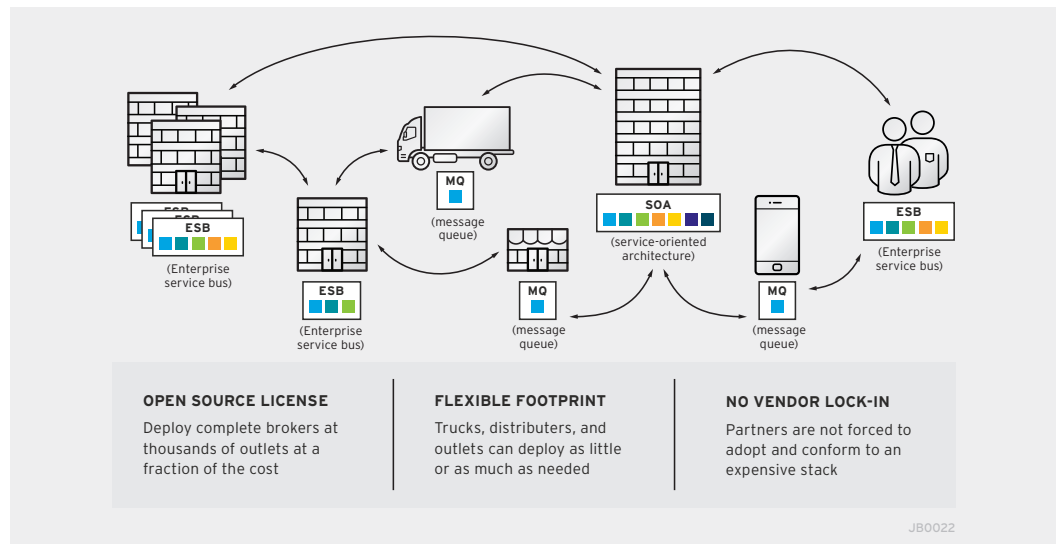 ESB
ESB
ESB
(Enterprise
service bus)
ESB
(Enterprise
service bus)
MQ
(message
queue)
MQ
(message
queue)
SOA
(service-oriented
architecture)
MQ
(message
queue)
ESB
(Enterprise
service bus)
OPEN SOURCE LICENSE
Deploy complete brokers at
thousands of outlets at a
fraction of the cost
FLEXIBLE FOOTPRINT
Trucks, distributers, and
outlets can deploy as little
or as much as needed
NO VENDOR LOCK-IN
Partners are not forced to
adopt and conform to an
expensive stack
JB0022